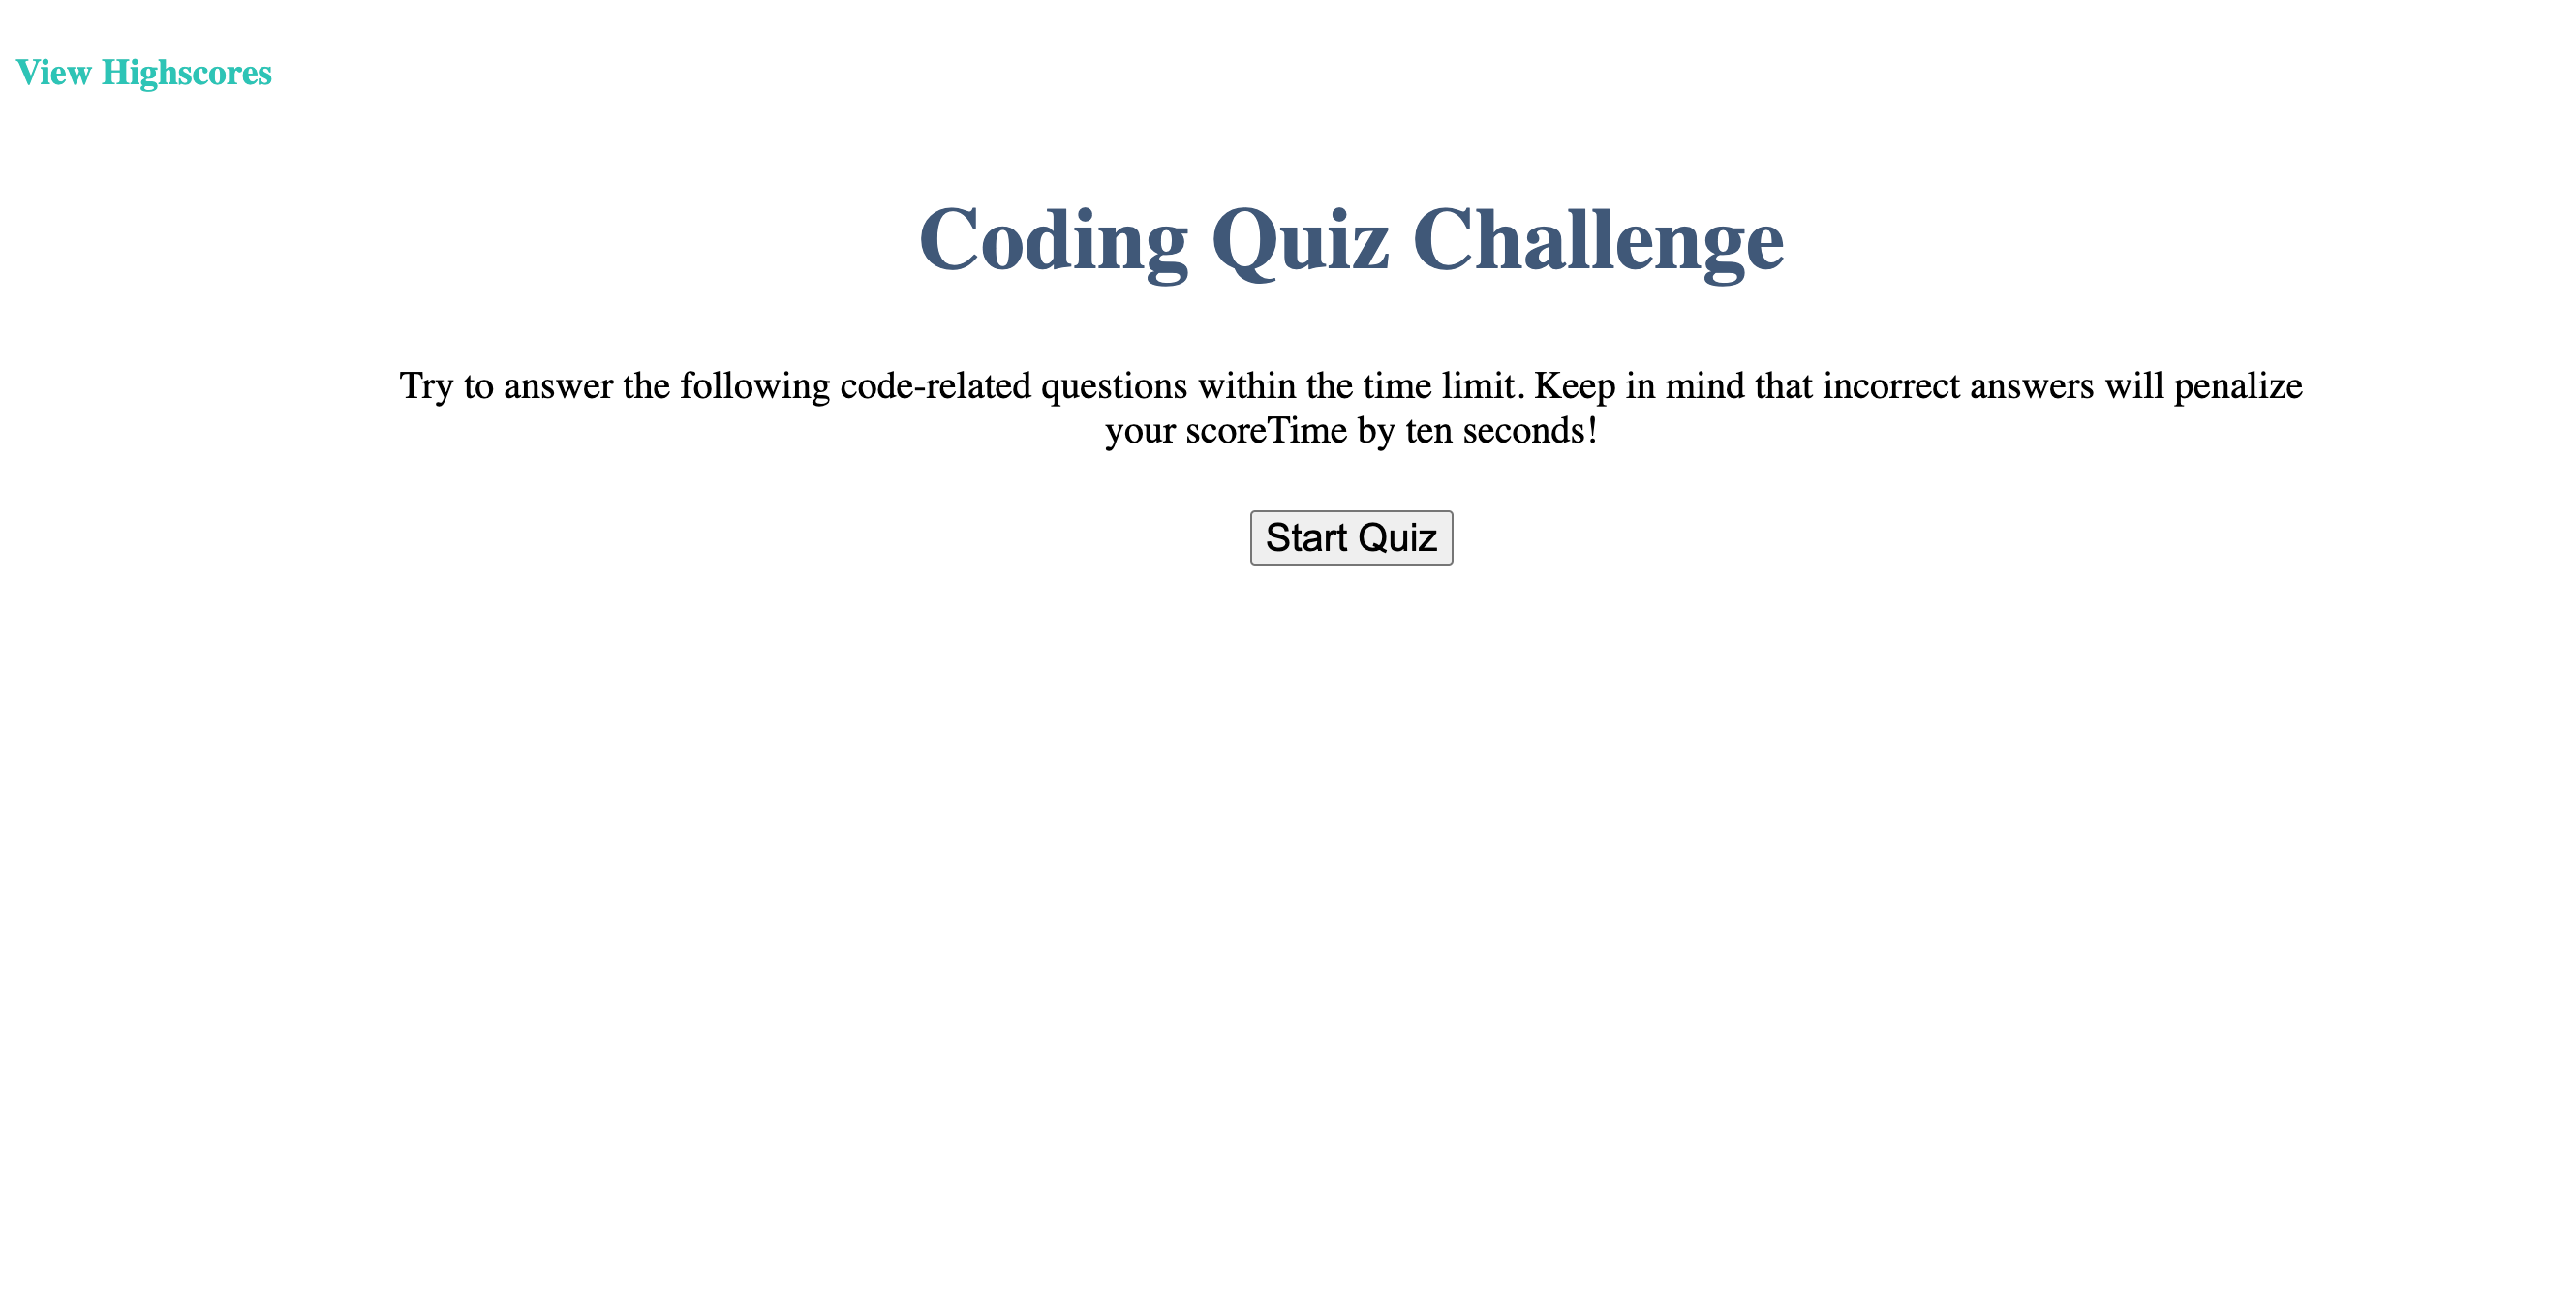 View Highscores
Coding Quiz Challenge
Try to answer the following code-related questions within the time limit. Keep in mind that incorrect answers will penalize
your scoreTime by ten seconds!
Start Quiz